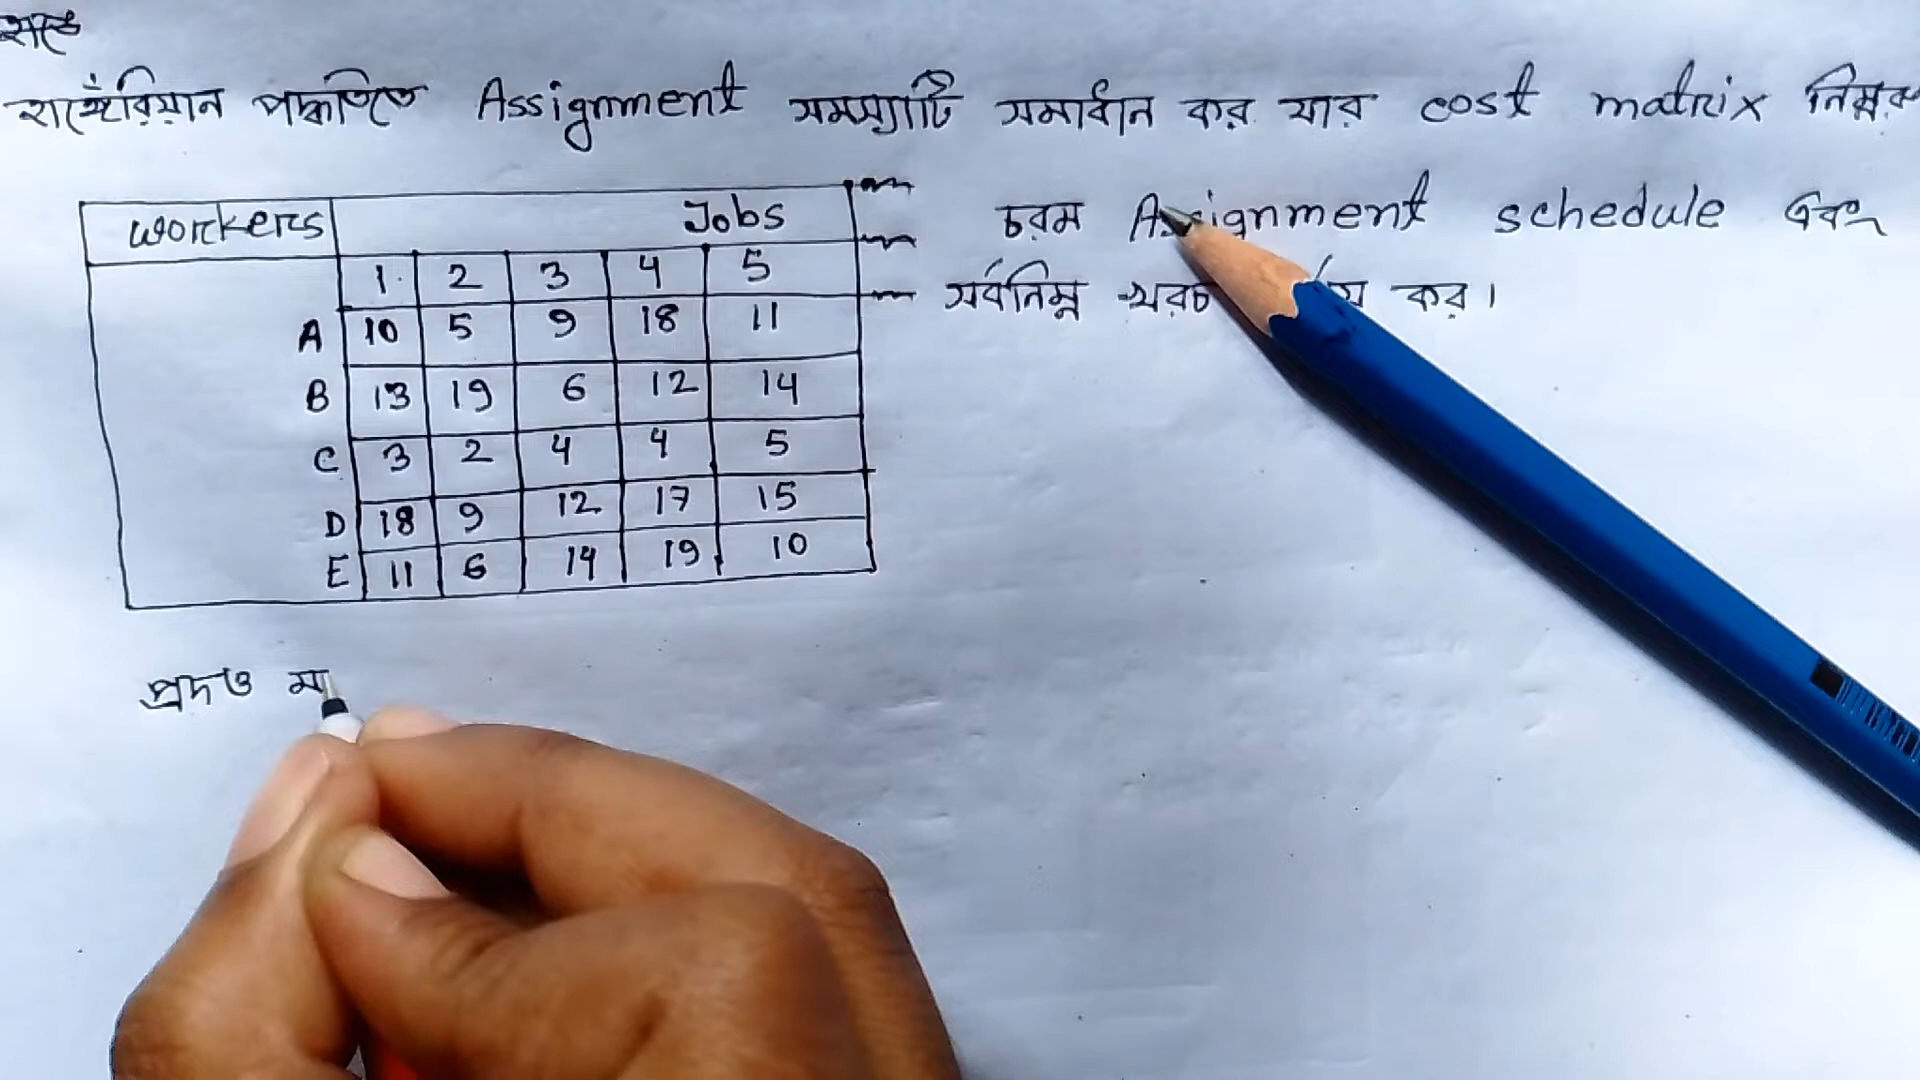 হাঙ্গেঁরিয়ান পদ্ধতিতে Assignment সমস্যাটি সমাধান কর যার cost matrix
workers Jobs
1 2 3 4 5
A 10 5 9 18 11
B 13 19 6 12 14
C 3 2 4 4 5
D 18 9 12 17 15
E 11 6 14 19 10
চরম Assignment schedule এবং
সর্বনিম্ন খরচ কর।
প্রদত্ত